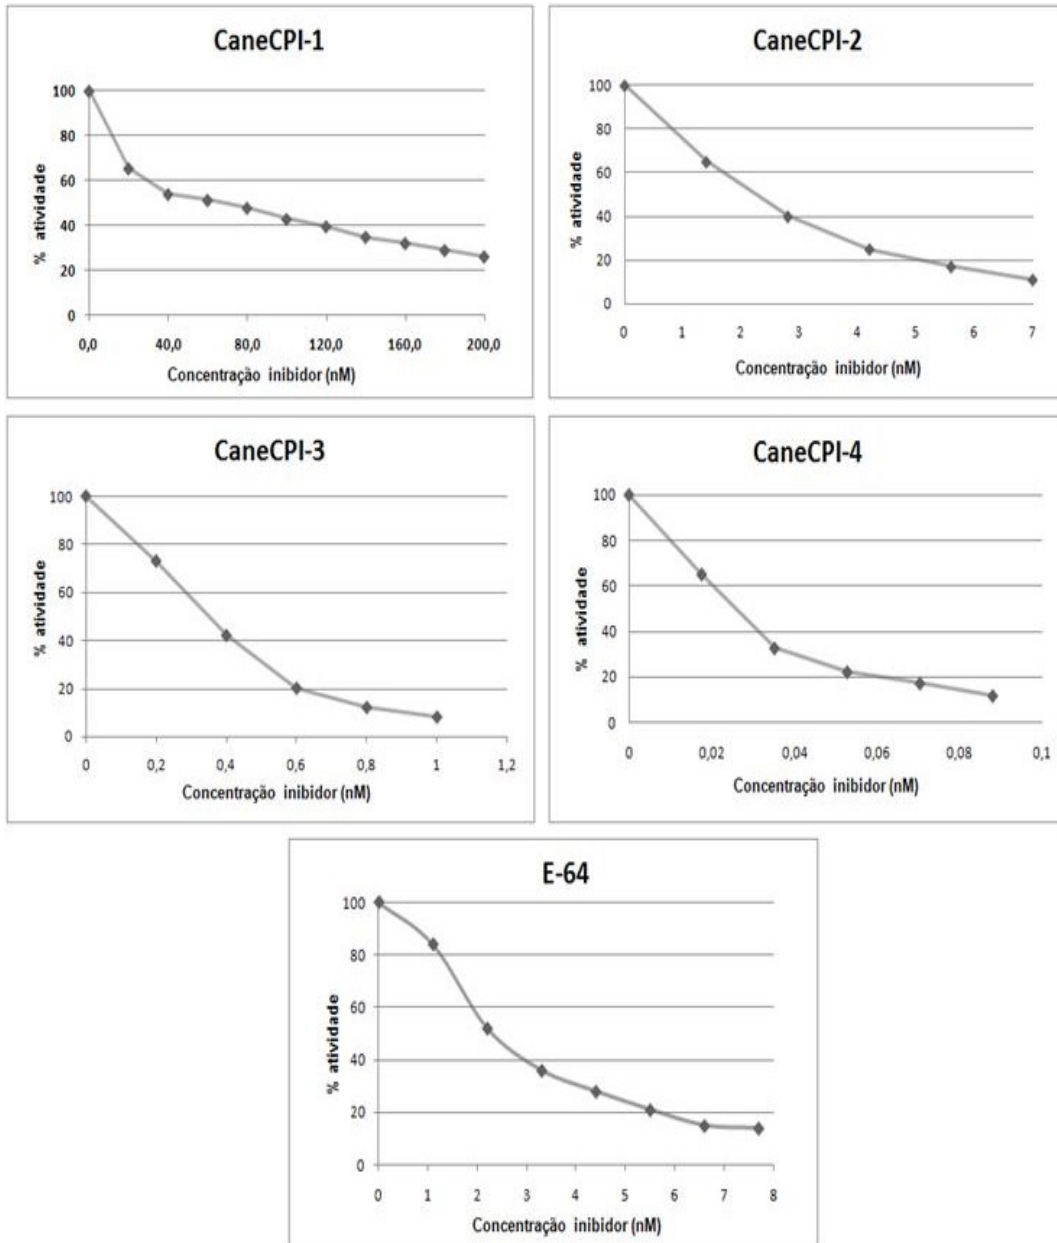 CaneCPI-1
100
80
60
40
20
0
% atividade
0,0 40,0 80,0 120,0 160,0 200,0
Concentração inibidor (nM)
CaneCPI-2
100
80
60
40
20
0
% atividade
0 1 2 3 4 5 6 7
Concentração inibidor (nM)
CaneCPI-3
100
80
60
40
20
0
% atividade
0 0,2 0,4 0,6 0,8 1 1,2
Concentração inibidor (nM)
CaneCPI-4
100
80
60
40
20
0
% atividade
0 0,02 0,04 0,06 0,08 0,1
Concentração inibidor (nM)
E-64
100
80
60
40
20
0
% atividade
0 1 2 3 4 5 6 7 8
Concentração inibidor (nM)